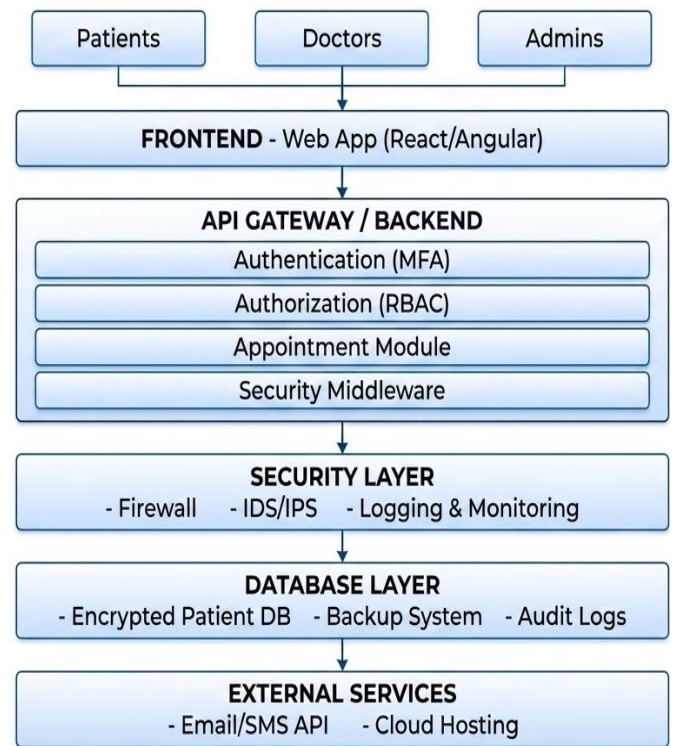 Patients
Doctors
Admins
FRONTEND - Web App (React/Angular)
API GATEWAY / BACKEND
Authentication (MFA)
Authorization (RBAC)
Appointment Module
Security Middleware
SECURITY LAYER
- Firewall - IDS/IPS - Logging & Monitoring
DATABASE LAYER
- Encrypted Patient DB - Backup System - Audit Logs
EXTERNAL SERVICES
- Email/SMS API - Cloud Hosting